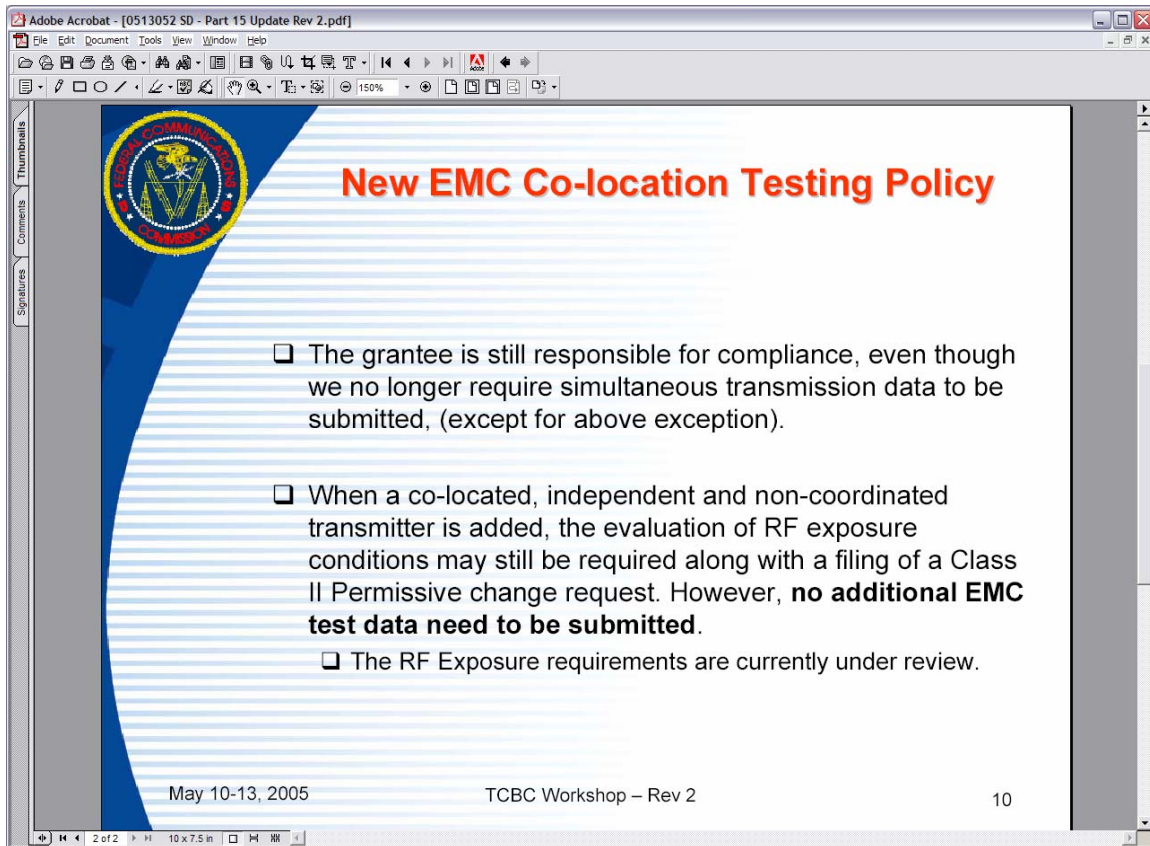 Adobe Acrobat - [0513052 SD - Part 15 Update Rev 2.pdf]
File Edit Document Tools View Window Help
150%
Thumbnails
Comments
Signatures
FEDERAL COMMUNICATIONS COMMISSION
New EMC Co-location Testing Policy
❑ The grantee is still responsible for compliance, even though
we no longer require simultaneous transmission data to be
submitted, (except for above exception).
❑ When a co-located, independent and non-coordinated
transmitter is added, the evaluation of RF exposure
conditions may still be required along with a filing of a Class
II Permissive change request. However, no additional EMC
test data need to be submitted.
❑ The RF Exposure requirements are currently under review.
May 10-13, 2005 TCBC Workshop – Rev 2 10
2 of 2 10 x 7.5 in